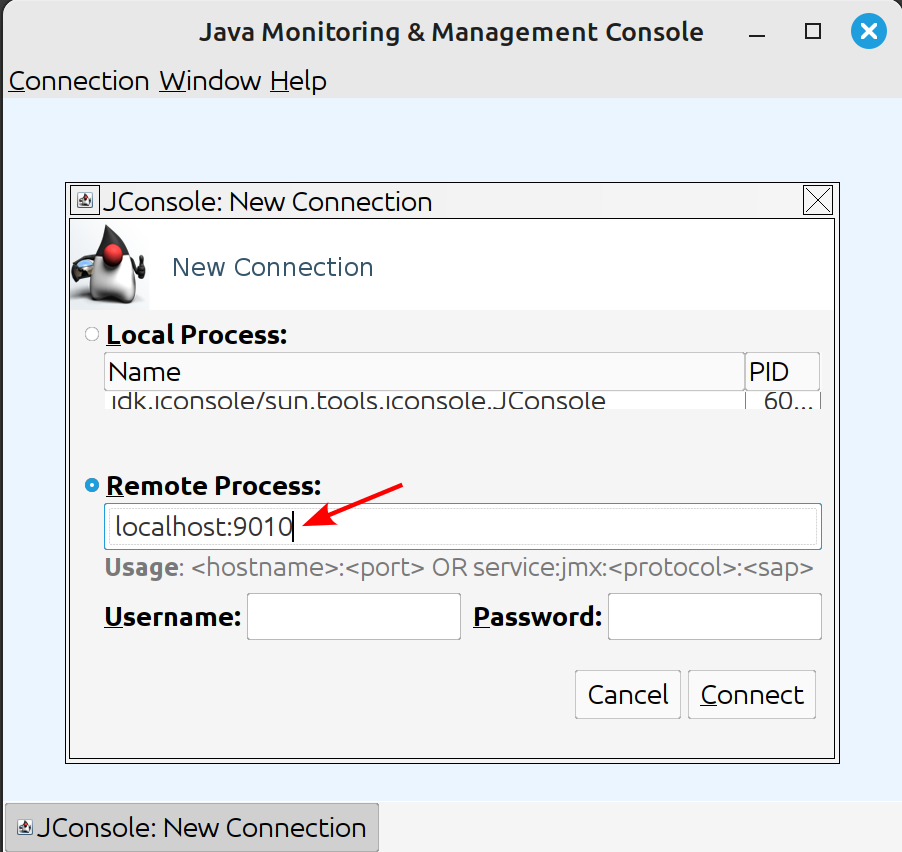 Java Monitoring & Management Console
Connection Window Help
JConsole: New Connection
New Connection
Local Process:
Name PID
jdk.jconsole/sun.tools.jconsole.JConsole 60...
Remote Process:
localhost:9010
Usage: <hostname>:<port> OR service:jmx:<protocol>:<sap>
Username: Password:
Cancel Connect
JConsole: New Connection